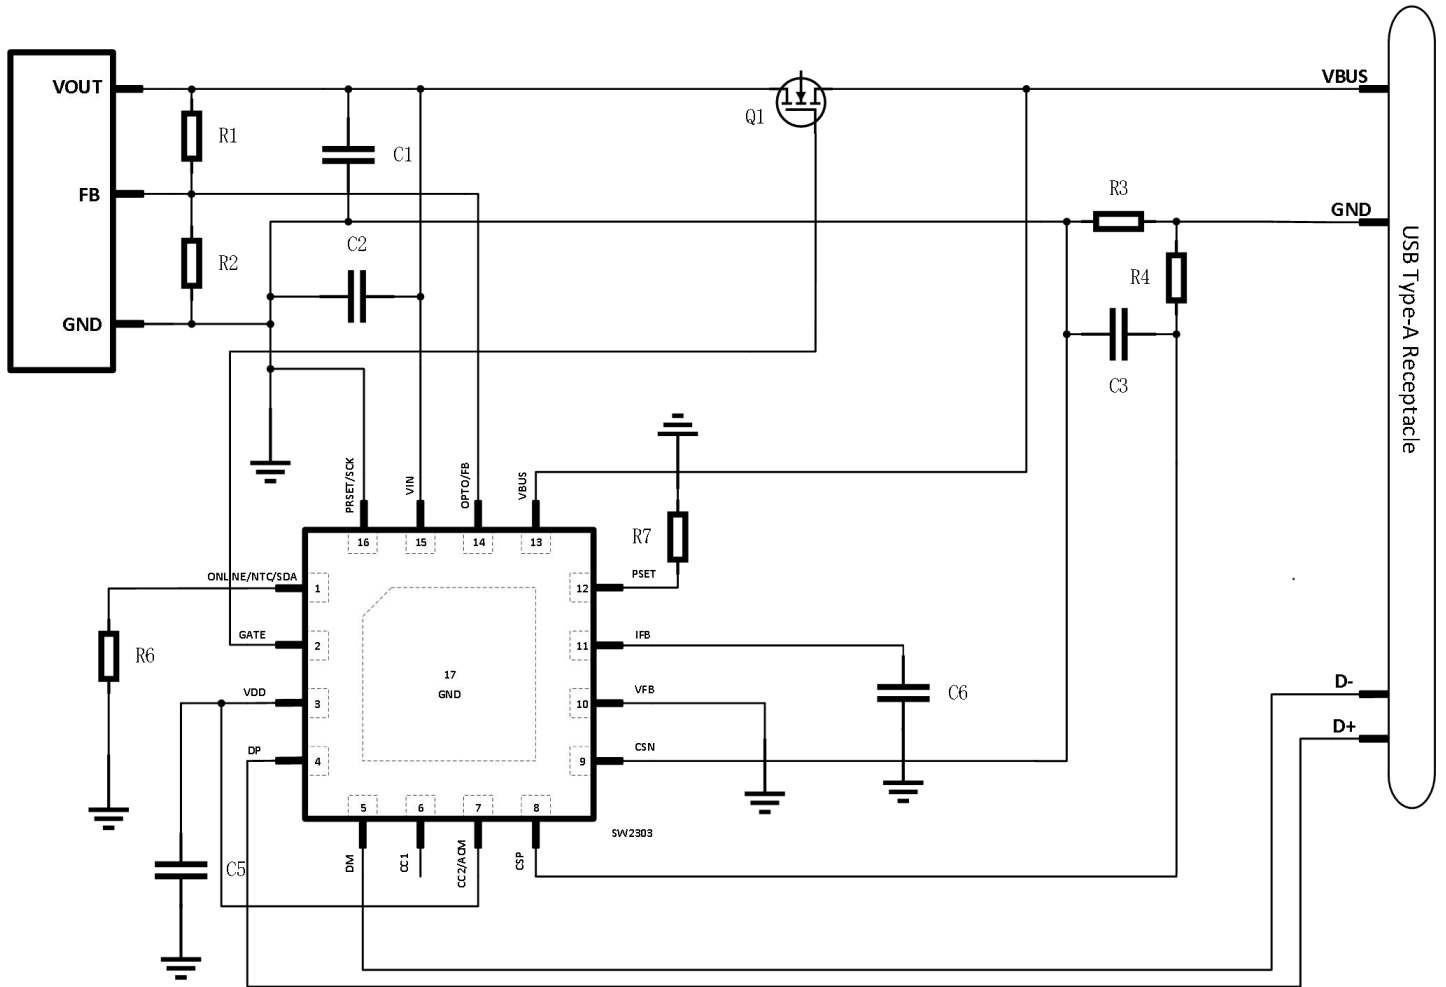 VOUT
VBUS
R1
C1
Q1
FB
R3
GND
C2
R2
R4
GND
C3
USB Type-A Receptacle
PRSET/SCK
VIN
OPTO/FB
VBUS
R7
16
15
14
13
ONLINE/NTC/SDA
1
12
PSET
GATE
2
11
IFB
R6
17
GND
C6
VDD
3
10
VFB
D-
D+
DP
4
9
CSN
5
6
7
8
SW2303
DM
CC1
CC2/ACM
CSP
C5